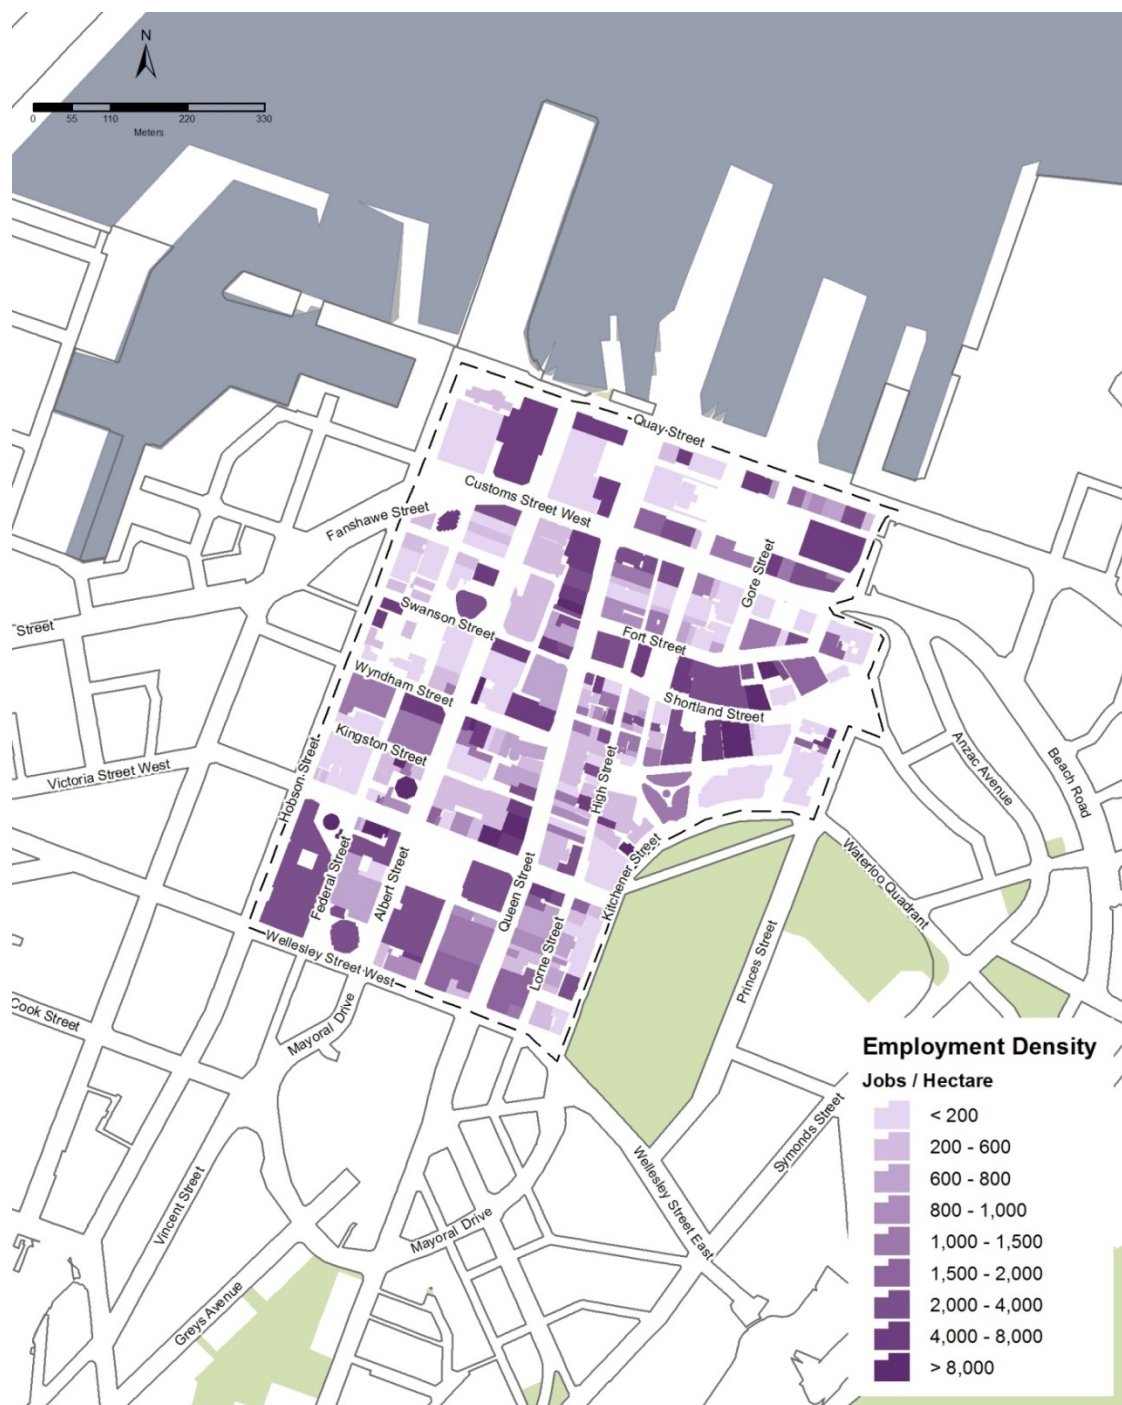 N
0 55 110 220 330
Meters
Quay Street
Customs Street West
Fanshawe Street
Gore Street
Swanson Street
Fort Street
Street
Wyndham Street
Shortland Street
Kingston Street
Anzac Avenue
Beach Road
Victoria Street West
Hobson Street
High Street
Federal Street
Albert Street
Queen Street
Kitchener Street
Waterloo Quadrant
Lorne Street
Wellesley Street West
Princes Street
Cook Street
Mayoral Drive
Employment Density
Jobs / Hectare
< 200
200 - 600
600 - 800
800 - 1,000
1,000 - 1,500
1,500 - 2,000
2,000 - 4,000
4,000 - 8,000
> 8,000
Symonds Street
Vincent Street
Wellesley Street East
Mayoral Drive
Greys Avenue